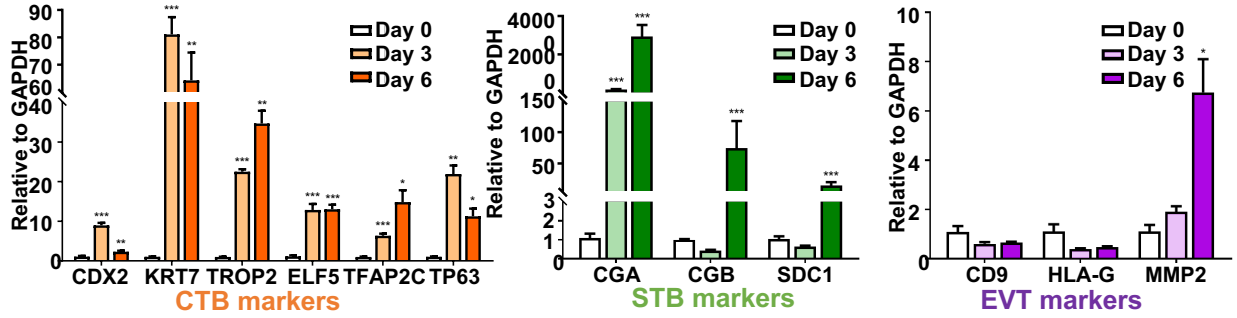 Relative to GAPDH
90
80
70
60
40
30
20
10
0
Day 0
Day 3
Day 6
***
**
***
**
***
**
***
***
***
*
**
*
CDX2 KRT7 TROP2 ELF5 TFAP2C TP63
CTB markers
Relative to GAPDH
4000
0
2000
0
150
100
50
3
2
1
0
Day 0
Day 3
Day 6
***
***
***
***
CGA CGB SDC1
STB markers
Relative to GAPDH
10
8
6
4
2
0
Day 0
Day 3
Day 6
*
CD9 HLA-G MMP2
EVT markers